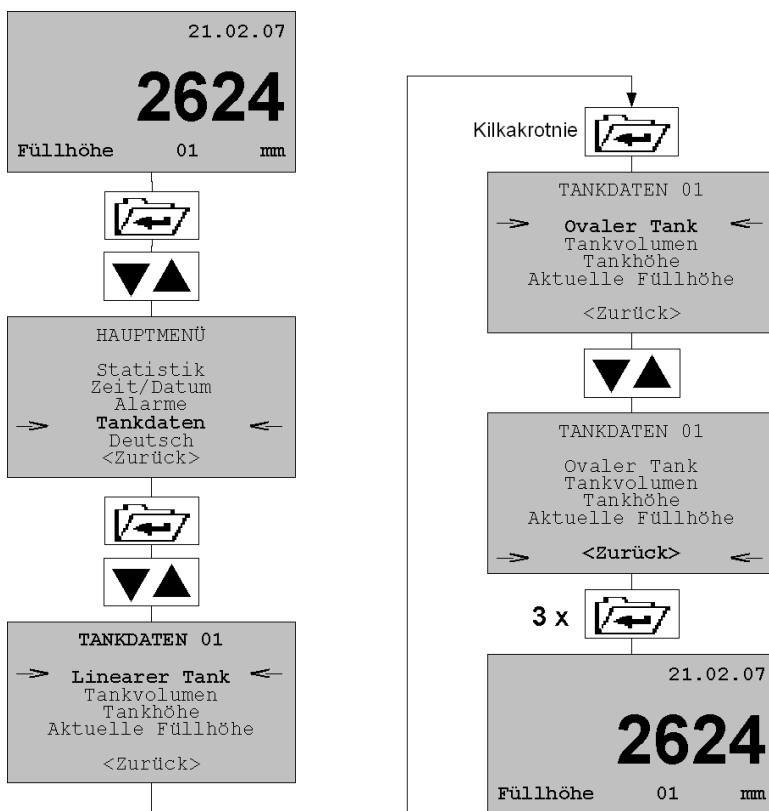 21.02.07
2624
Füllhöhe 01 mm
HAUPTMENÜ
Statistik
Zeit/Datum
Alarme
Tankdaten
Deutsch
<Zurück>
TANKDATEN 01
Linearer Tank
Tankvolumen
Tankhöhe
Aktuelle Füllhöhe
<Zurück>
Kilkakrotnie
TANKDATEN 01
Ovaler Tank
Tankvolumen
Tankhöhe
Aktuelle Füllhöhe
<Zurück>
TANKDATEN 01
Ovaler Tank
Tankvolumen
Tankhöhe
Aktuelle Füllhöhe
<Zurück>
3 x
21.02.07
2624
Füllhöhe 01 mm